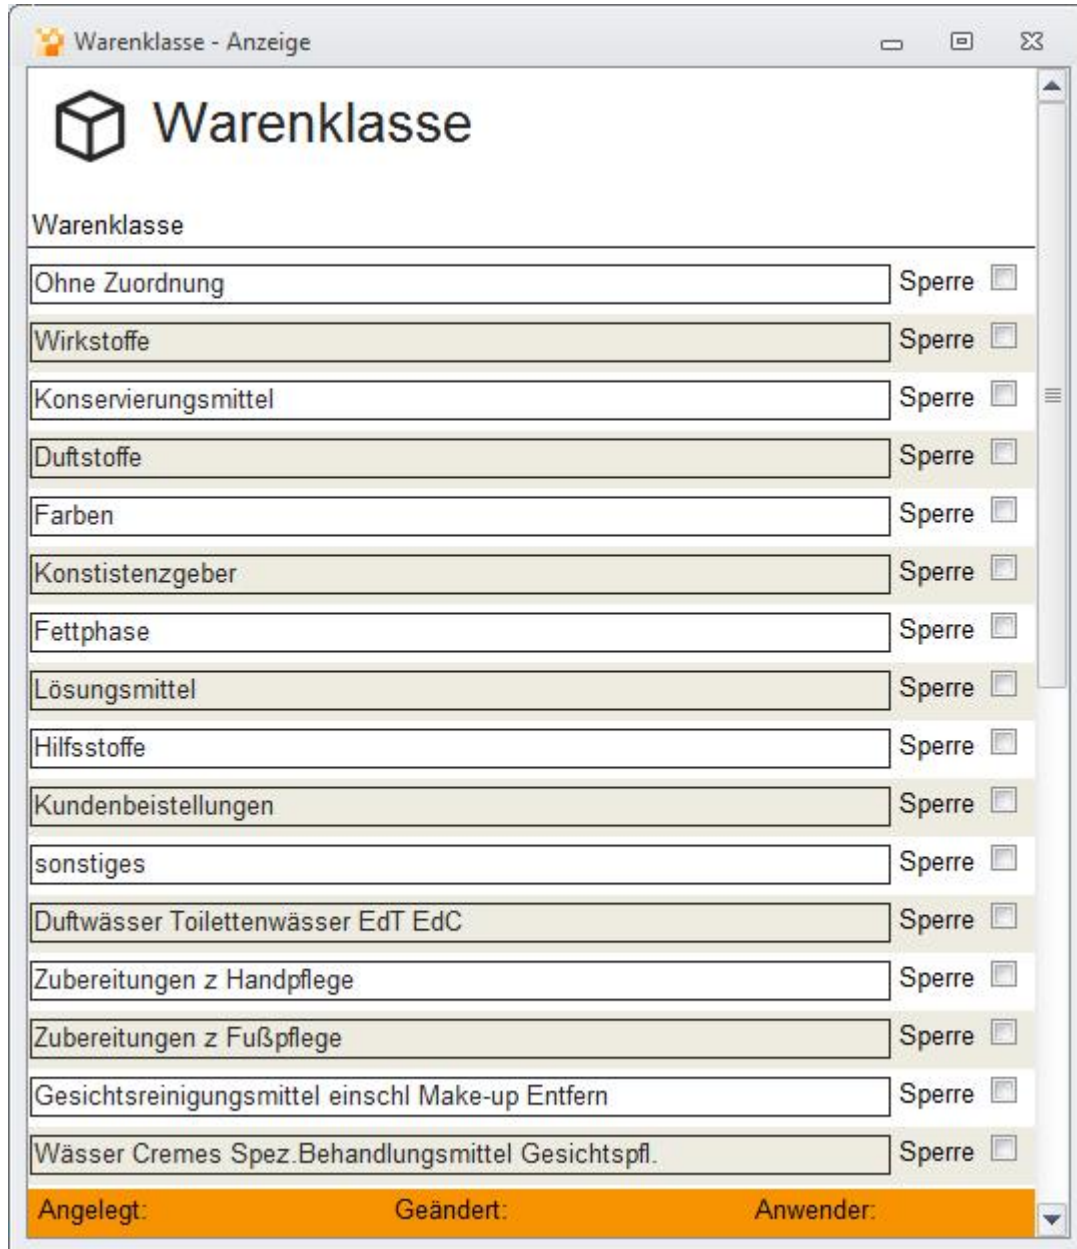 Warenklasse - Anzeige
Warenklasse
Warenklasse
Ohne Zuordnung Sperre
Wirkstoffe Sperre
Konservierungsmittel Sperre
Duftstoffe Sperre
Farben Sperre
Konstistenzgeber Sperre
Fettphase Sperre
Lösungsmittel Sperre
Hilfsstoffe Sperre
Kundenbeistellungen Sperre
sonstiges Sperre
Duftwässer Toilettenwässer EdT EdC Sperre
Zubereitungen z Handpflege Sperre
Zubereitungen z Fußpflege Sperre
Gesichtsreinigungsmittel einschl Make-up Entfern Sperre
Wässer Cremes Spez.Behandlungsmittel Gesichtspfl. Sperre
Angelegt: Geändert: Anwender: